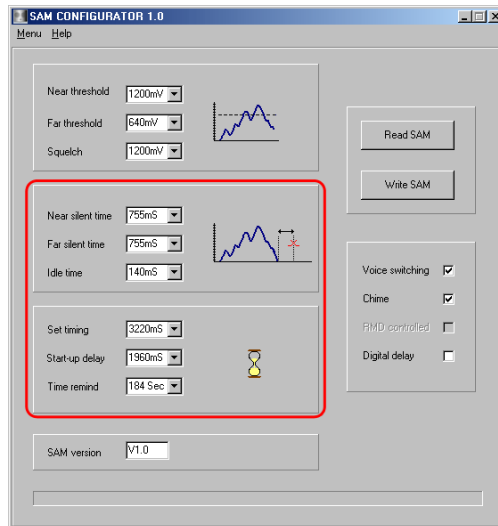 SAM CONFIGURATOR 1.0
Menu Help
Near threshold 1200mV
Far threshold 640mV
Squelch 1200mV
Near silent time 755mS
Far silent time 755mS
Idle time 140mS
Set timing 3220mS
Start-up delay 1960mS
Time remind 184 Sec
SAM version V1.0
Read SAM
Write SAM
Voice switching
Chime
RMD controlled
Digital delay